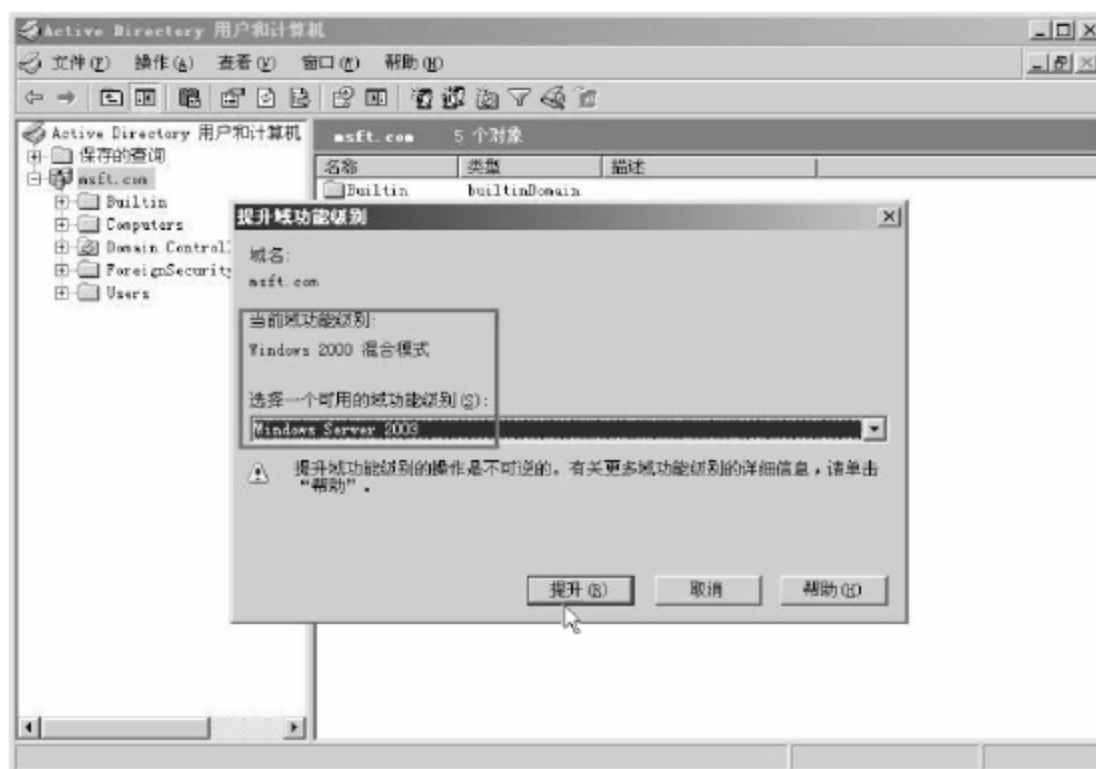 Active Directory 用户和计算机
文件(F) 操作(A) 查看(V) 窗口(W) 帮助(H)
Active Directory 用户和计算机
保存的查询
msft.com
Builtin
Computers
Domain Controll
ForeignSecurity
Users
msft.com 5 个对象
名称 类型 描述
Builtin builtinDomain
提升域功能级别
域名:
msft.com
当前域功能级别:
Windows 2000 混合模式
选择一个可用的域功能级别(S):
Windows Server 2003
提升域功能级别的操作是不可逆的。有关更多域功能级别的详细信息，请单击
“帮助”。
提升(R) 取消 帮助(H)